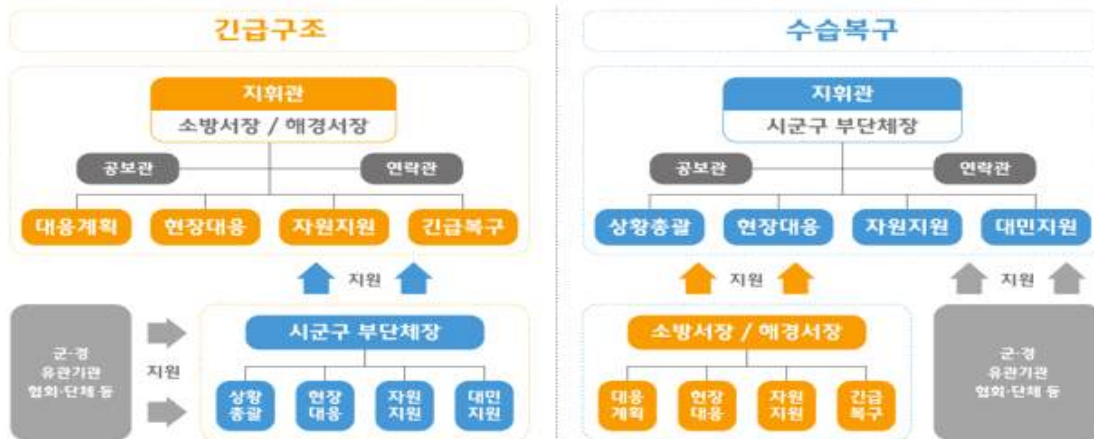 긴급구조
지휘관
소방서장 / 해경서장
공보관
연락관
대응계획
현장대응
자원지원
긴급복구
지원
군·경
유관기관
협회·단체 등
지원
시군구 부단체장
상황
총괄
현장
대응
자원
지원
대민
지원
수습복구
지휘관
시군구 부단체장
공보관
연락관
상황총괄
현장대응
자원지원
대민지원
지원
지원
소방서장 / 해경서장
대응
계획
현장
대응
자원
지원
긴급
복구
군·경
유관기관
협회·단체 등